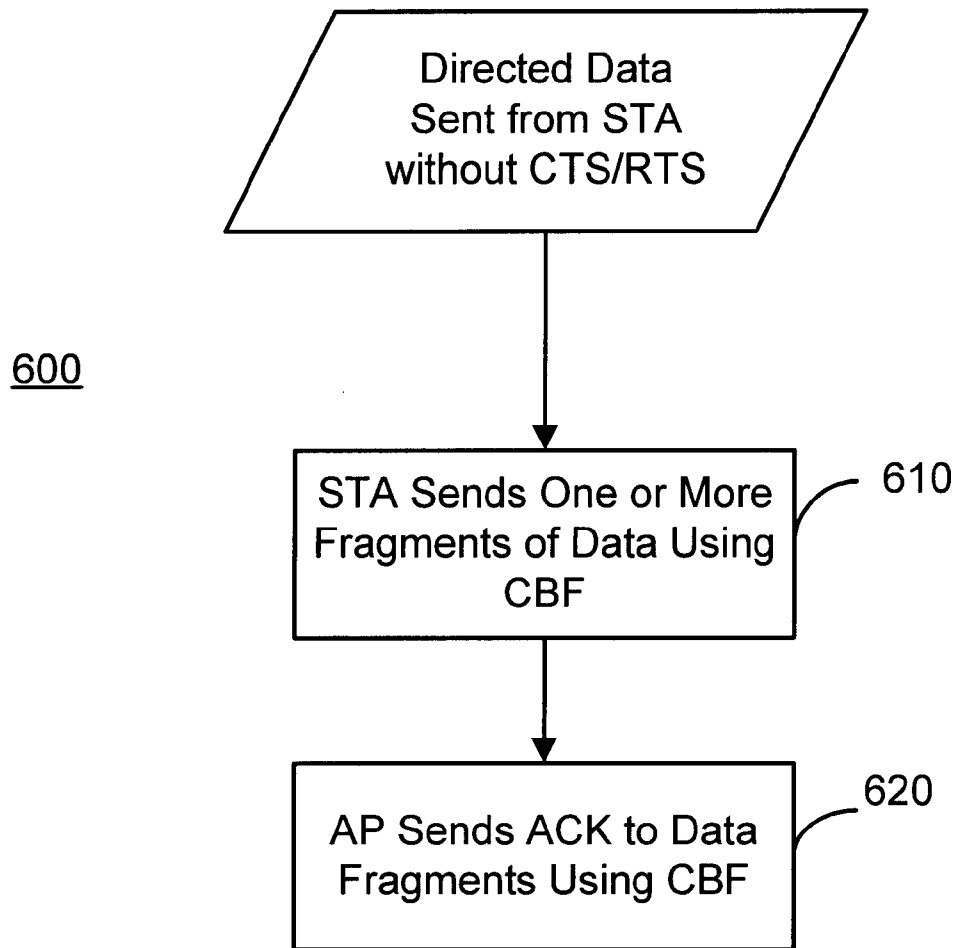 Directed Data
Sent from STA
without CTS/RTS
600
STA Sends One or More
Fragments of Data Using
CBF
610
AP Sends ACK to Data
Fragments Using CBF
620